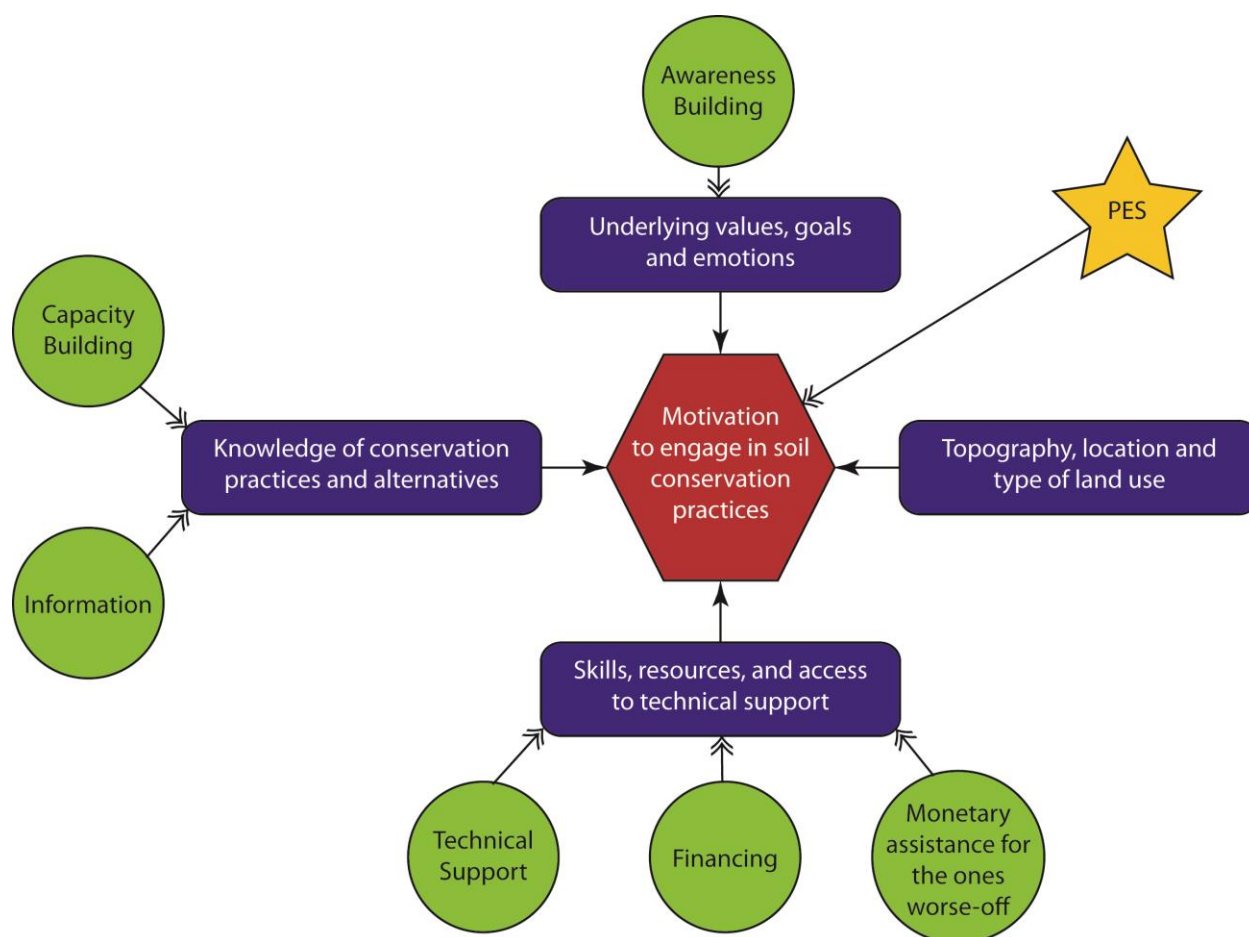 Awareness
Building
PES
Underlying values, goals
and emotions
Capacity
Building
Motivation
to engage in soil
conservation
practices
Knowledge of conservation
practices and alternatives
Topography, location and
type of land use
Information
Skills, resources, and access
to technical support
Technical
Support
Financing
Monetary
assistance for
the ones
worse-off